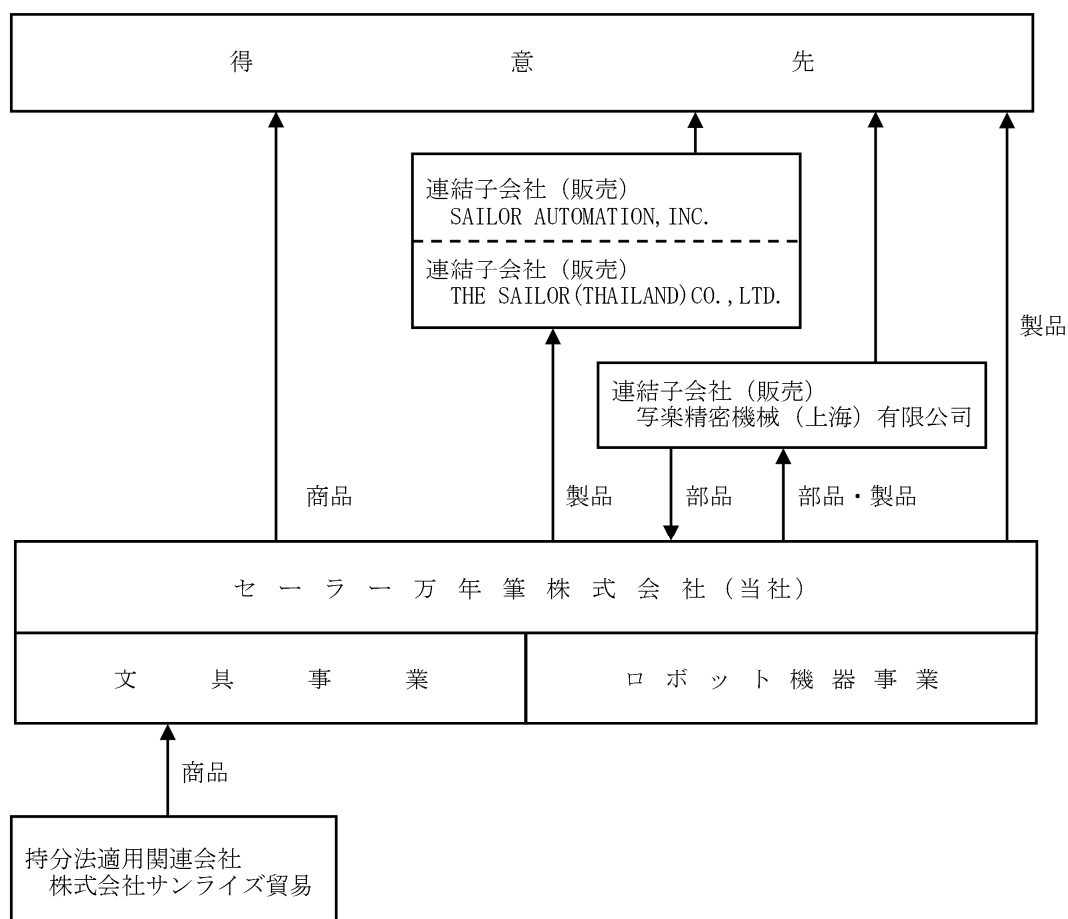 得意先
連結子会社（販売）
SAILOR AUTOMATION, INC.
連結子会社（販売）
THE SAILOR(THAILAND)CO.,LTD.
製品
連結子会社（販売）
写楽精密機械（上海）有限公司
商品
製品
部品
部品・製品
セーラー万年筆株式会社(当社)
文具事業
ロボット機器事業
商品
持分法適用関連会社
株式会社サンライズ貿易